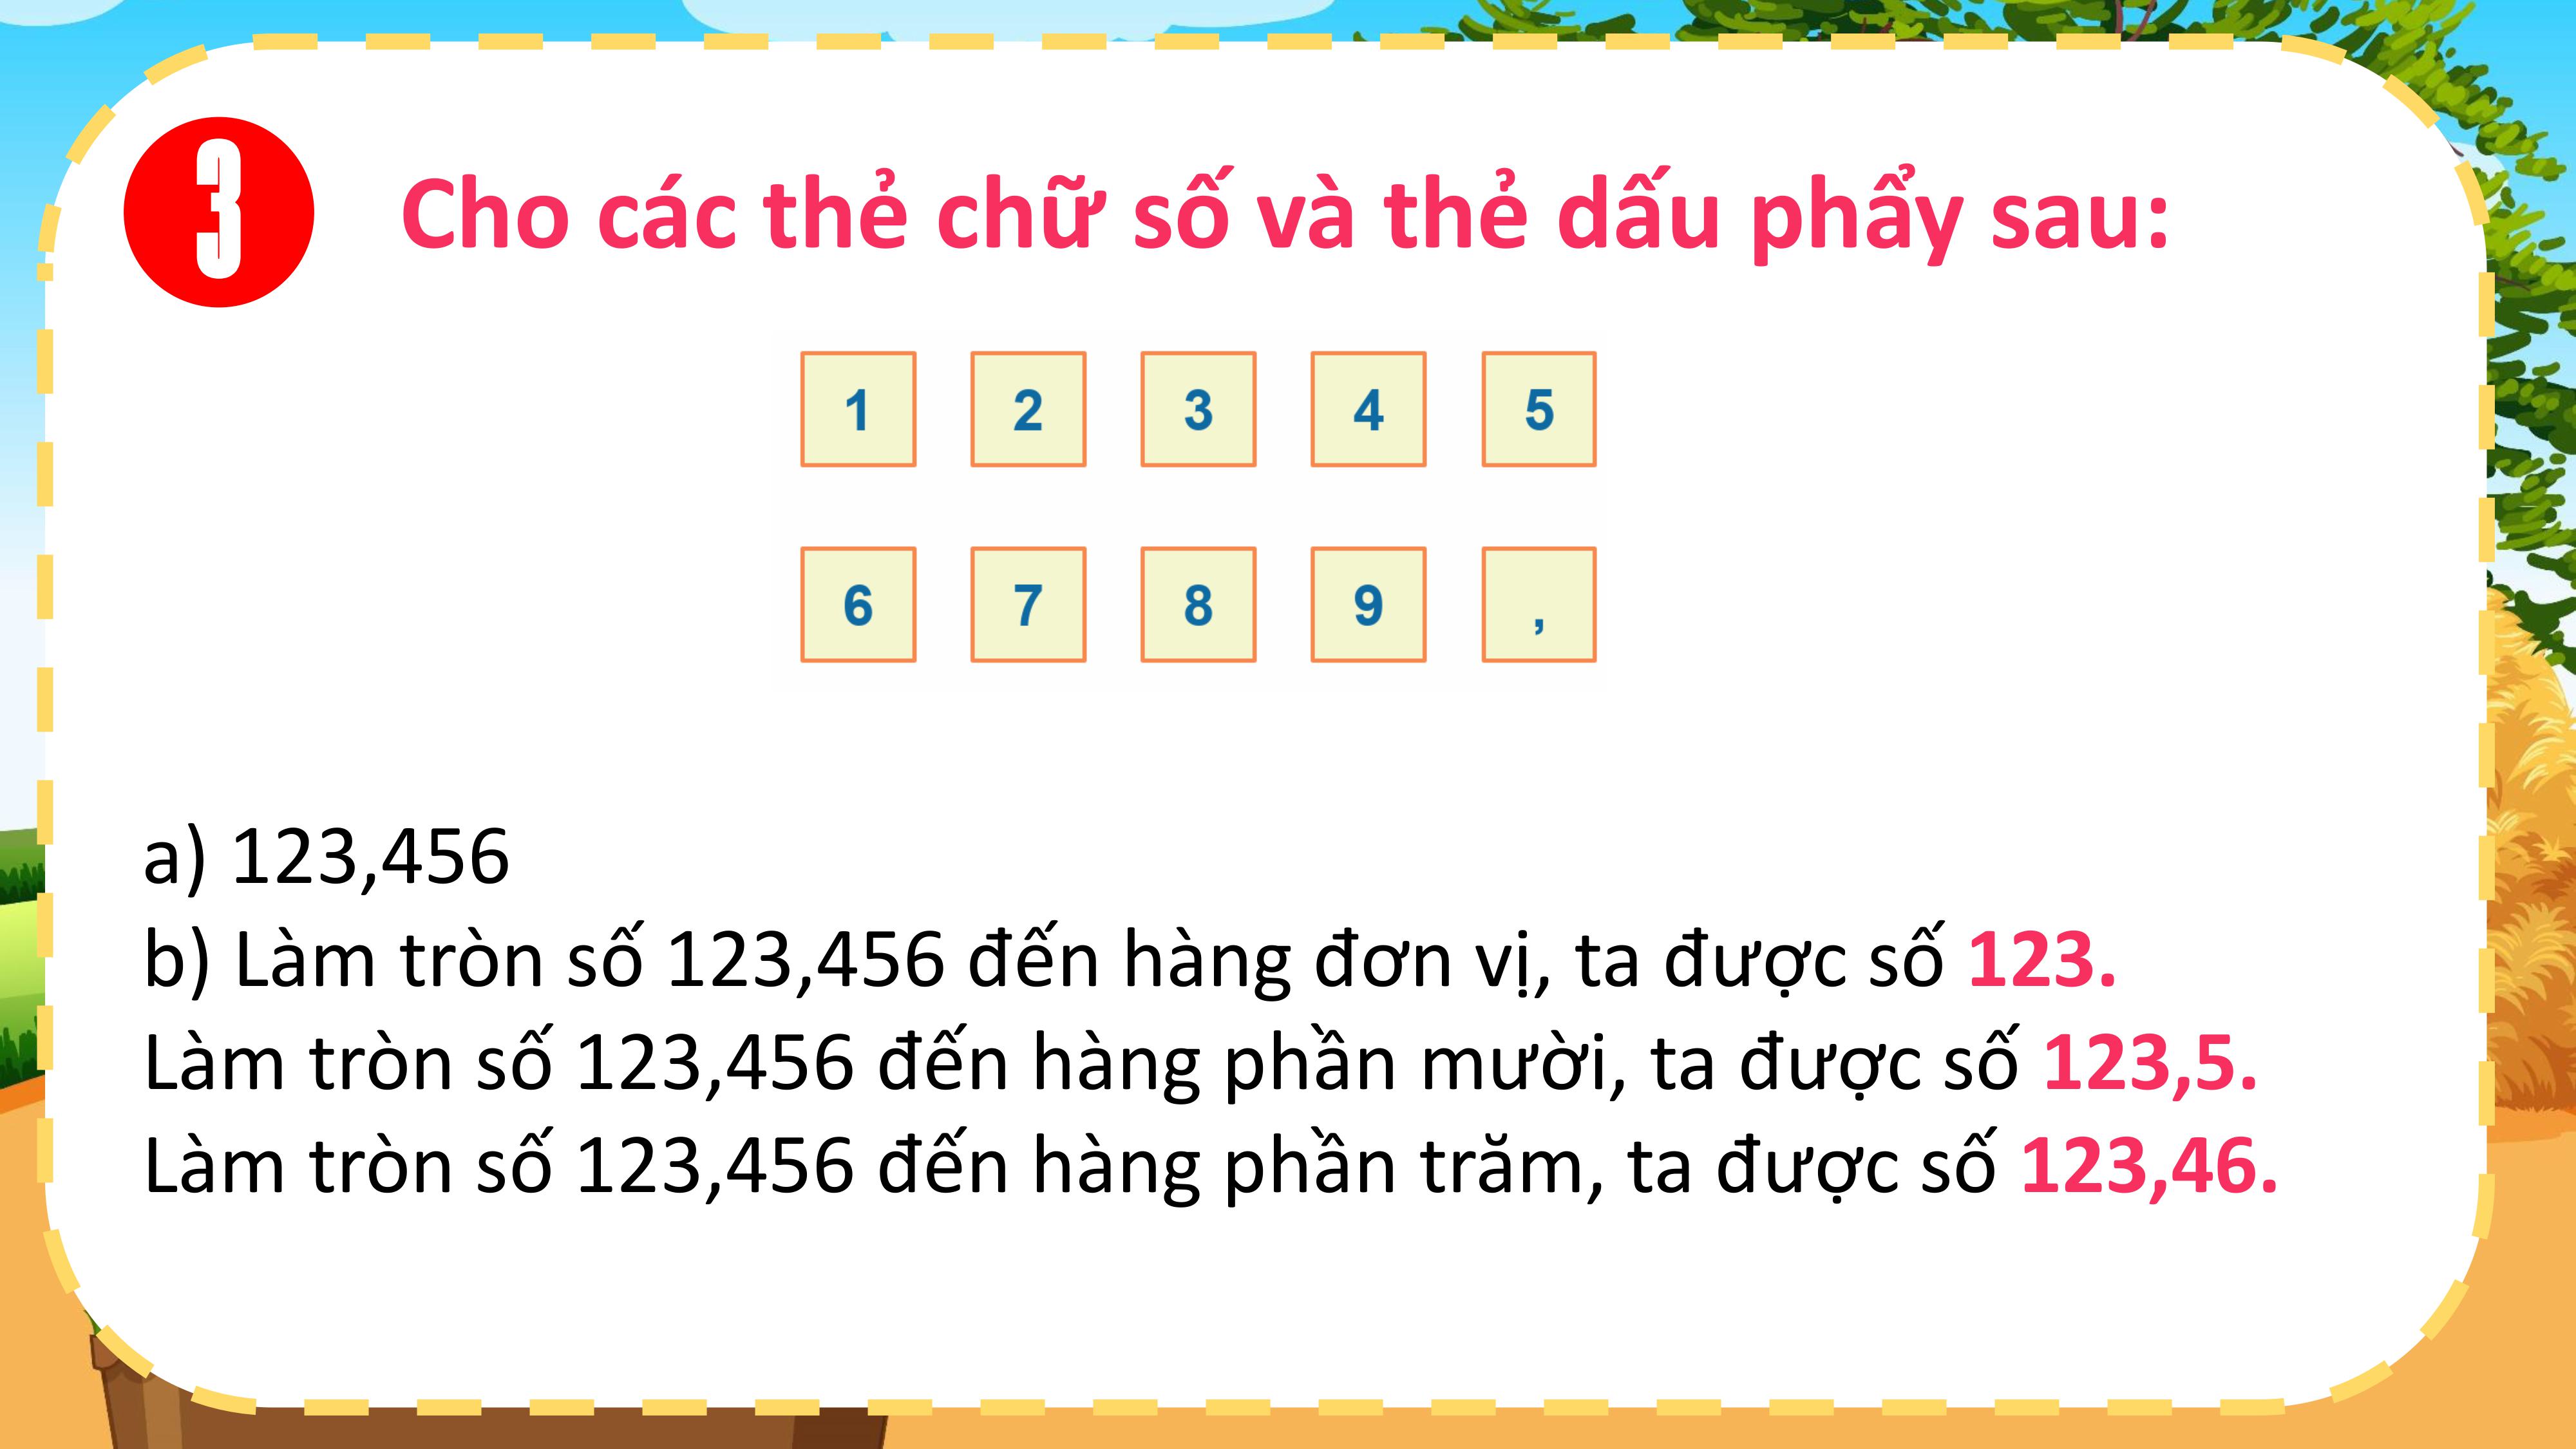 3
Cho các thẻ chữ số và thẻ dấu phẩy sau:
1 2 3 4 5
6 7 8 9 ,
a) 123,456
b) Làm tròn số 123,456 đến hàng đơn vị, ta được số 123.
Làm tròn số 123,456 đến hàng phần mười, ta được số 123,5.
Làm tròn số 123,456 đến hàng phần trăm, ta được số 123,46.